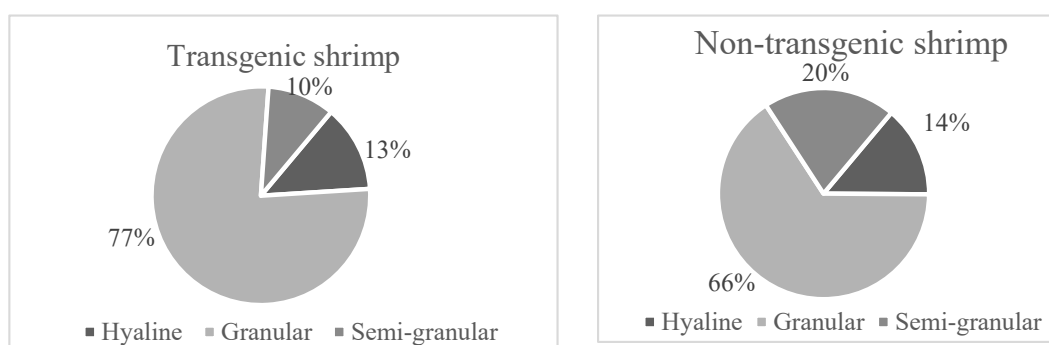 Transgenic shrimp
10%
13%
77%
■ Hyaline ■ Granular ■ Semi-granular
Non-transgenic shrimp
20%
14%
66%
■ Hyaline ■ Granular ■ Semi-granular